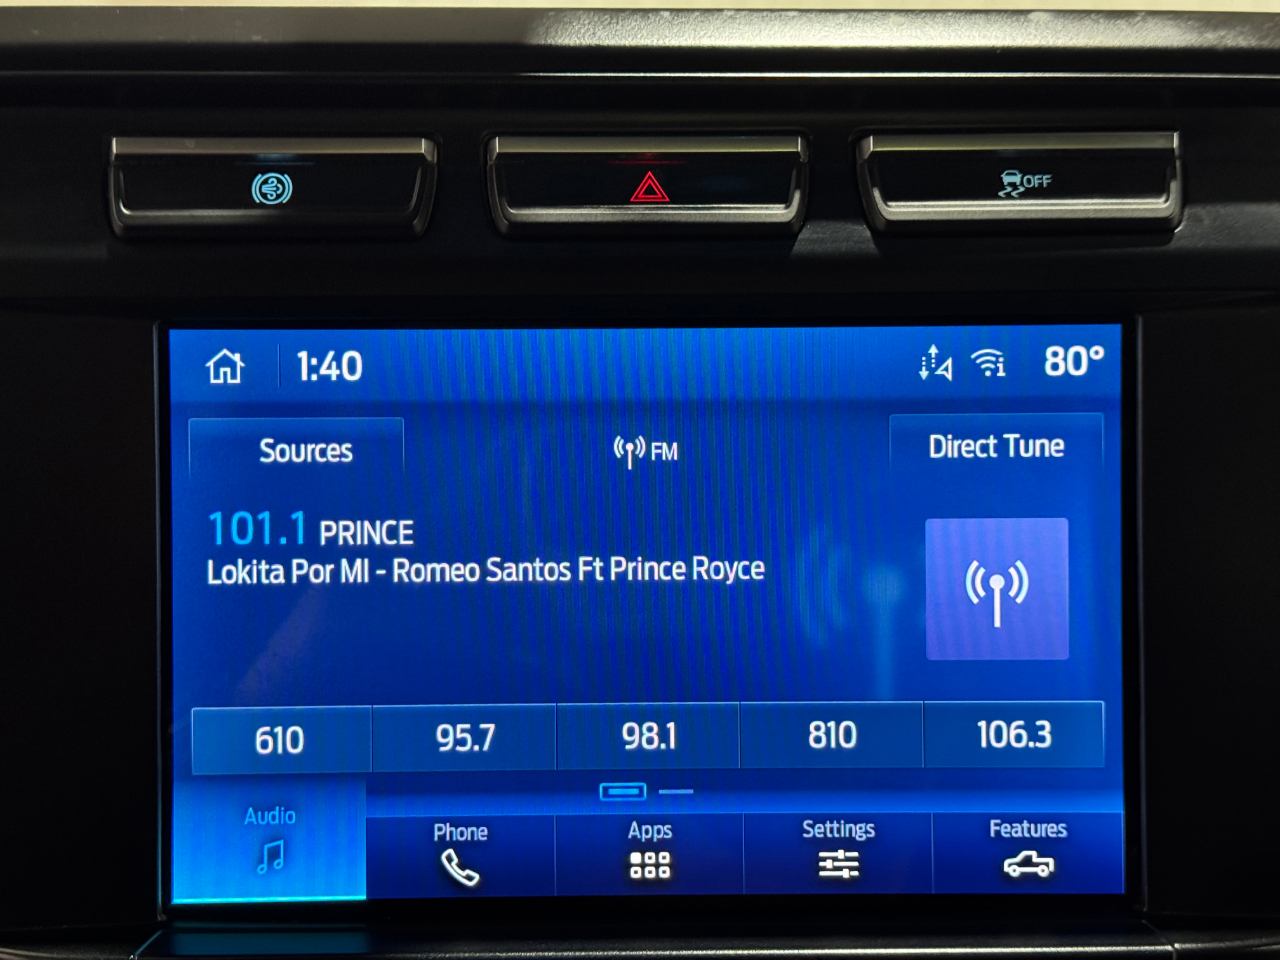 OFF
1:40
80°
Sources
FM
Direct Tune
101.1 PRINCE
Lokita Por MI - Romeo Santos Ft Prince Royce
610
95.7
98.1
810
106.3
Audio
Phone
Apps
Settings
Features